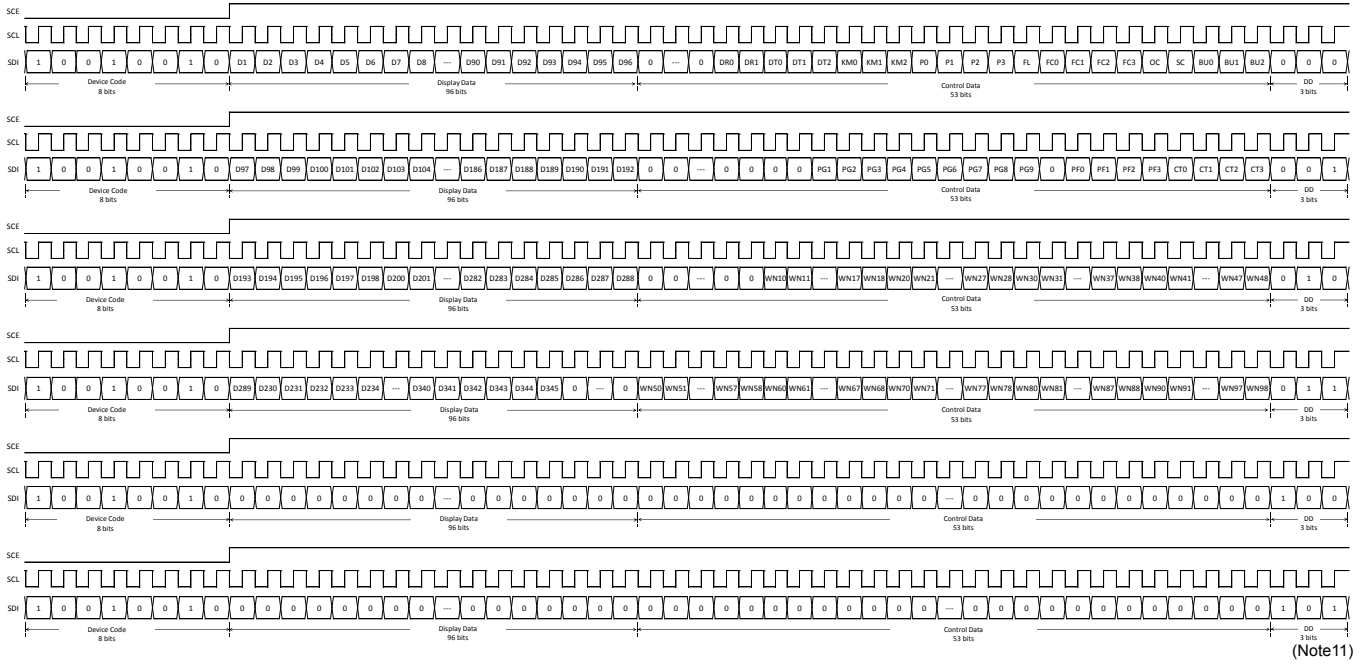 SCE
SCL
SDI 1 0 0 1 0 0 1 0 D1 D2 D3 D4 D5 D6 D7 D8 --- D90 D91 D92 D93 D94 D95 D96 0 --- 0 DR0 DR1 DT0 DT1 DT2 KM0 KM1 KM2 P0 P1 P2 P3 FL FC0 FC1 FC2 FC3 OC SC BU0 BU1 BU2 0 0 0
Device Code Display Data Control Data DD
8 bits 96 bits 53 bits 3 bits
SCE
SCL
SDI 1 0 0 1 0 0 1 0 D97 D98 D99 D100 D101 D102 D103 D104 --- D186 D187 D188 D189 D190 D191 D192 0 0 --- 0 0 0 0 PG1 PG2 PG3 PG4 PG5 PG6 PG7 PG8 PG9 0 PF0 PF1 PF2 PF3 CT0 CT1 CT2 CT3 0 0 1
Device Code Display Data Control Data DD
8 bits 96 bits 53 bits 3 bits
SCE
SCL
SDI 1 0 0 1 0 0 1 0 D193 D194 D195 D196 D197 D198 D200 D201 --- D282 D283 D284 D285 D286 D287 D288 0 0 --- 0 0 WN10 WN11 --- WN17 WN18 WN20 WN21 --- WN27 WN28 WN30 WN31 --- WN37 WN38 WN40 WN41 --- WN47 WN48 0 1 0
Device Code Display Data Control Data DD
8 bits 96 bits 53 bits 3 bits
SCE
SCL
SDI 1 0 0 1 0 0 1 0 D289 D230 D231 D232 D233 D234 --- D340 D341 D342 D343 D344 D345 0 --- 0 WN50 WN51 --- WN57 WN58 WN60 WN61 --- WN67 WN68 WN70 WN71 --- WN77 WN78 WN80 WN81 --- WN87 WN88 WN90 WN91 --- WN97 WN98 0 1 1
Device Code Display Data Control Data DD
8 bits 96 bits 53 bits 3 bits
SCE
SCL
SDI 1 0 0 1 0 0 1 0 0 0 0 0 0 0 0 0 --- 0 0 0 0 0 0 0 0 0 0 0 0 0 0 0 0 0 0 0 --- 0 0 0 0 0 0 0 0 0 0 0 0 1 0 0
Device Code Display Data Control Data DD
8 bits 96 bits 53 bits 3 bits
SCE
SCL
SDI 1 0 0 1 0 0 1 0 0 0 0 0 0 0 0 0 --- 0 0 0 0 0 0 0 0 0 0 0 0 0 0 0 0 0 0 0 --- 0 0 0 0 0 0 0 0 0 0 0 0 1 0 1
Device Code Display Data Control Data DD
8 bits 96 bits 53 bits 3 bits
(Note11)